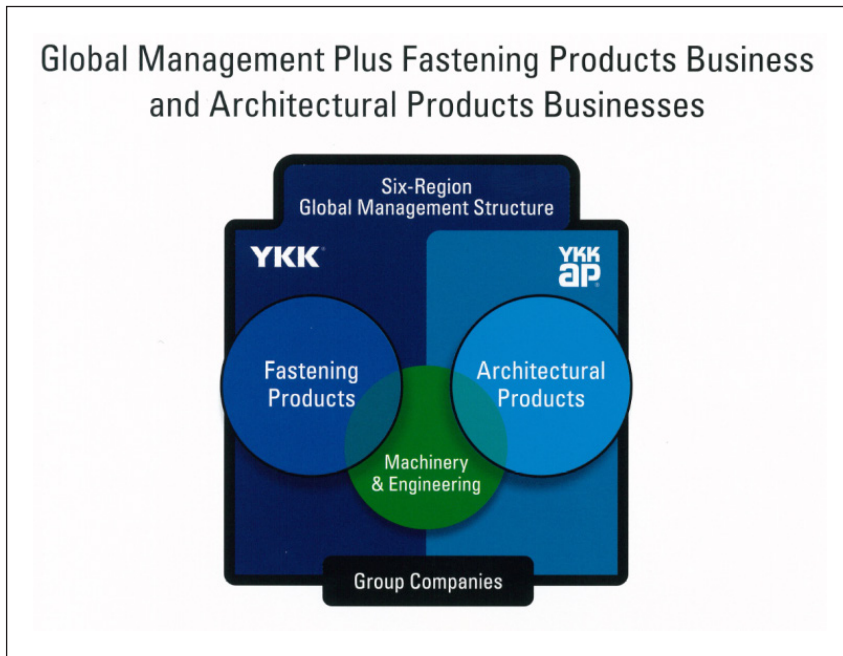 Global Management Plus Fastening Products Business
and Architectural Products Businesses
Six-Region
Global Management Structure
YKK®
YKK
ap®
Fastening
Products
Architectural
Products
Machinery
& Engineering
Group Companies